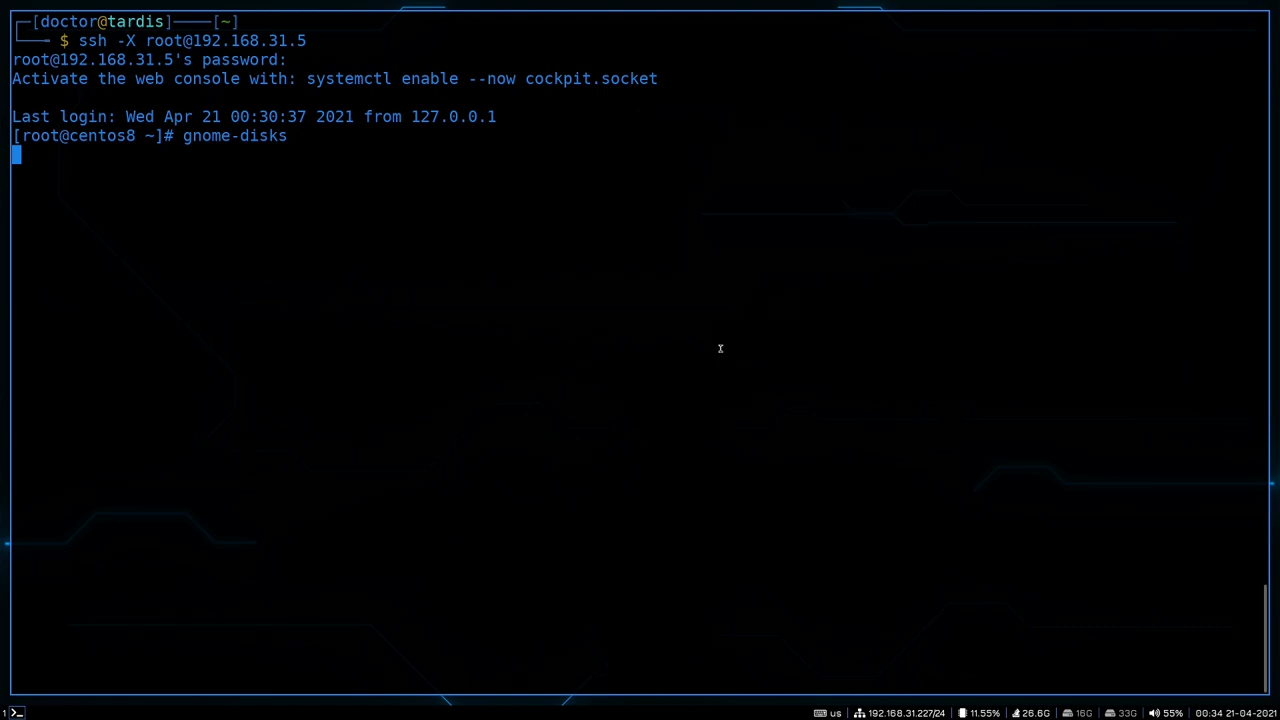 ┌─[doctor@tardis]────[~]
└─── $ ssh -X root@192.168.31.5
root@192.168.31.5's password:
Activate the web console with: systemctl enable --now cockpit.socket
Last login: Wed Apr 21 00:30:37 2021 from 127.0.0.1
[root@centos8 ~]# gnome-disks
1 us 192.168.31.227/24 11.55% 26.6G 16G 33G 55% 00:34 21-04-2021